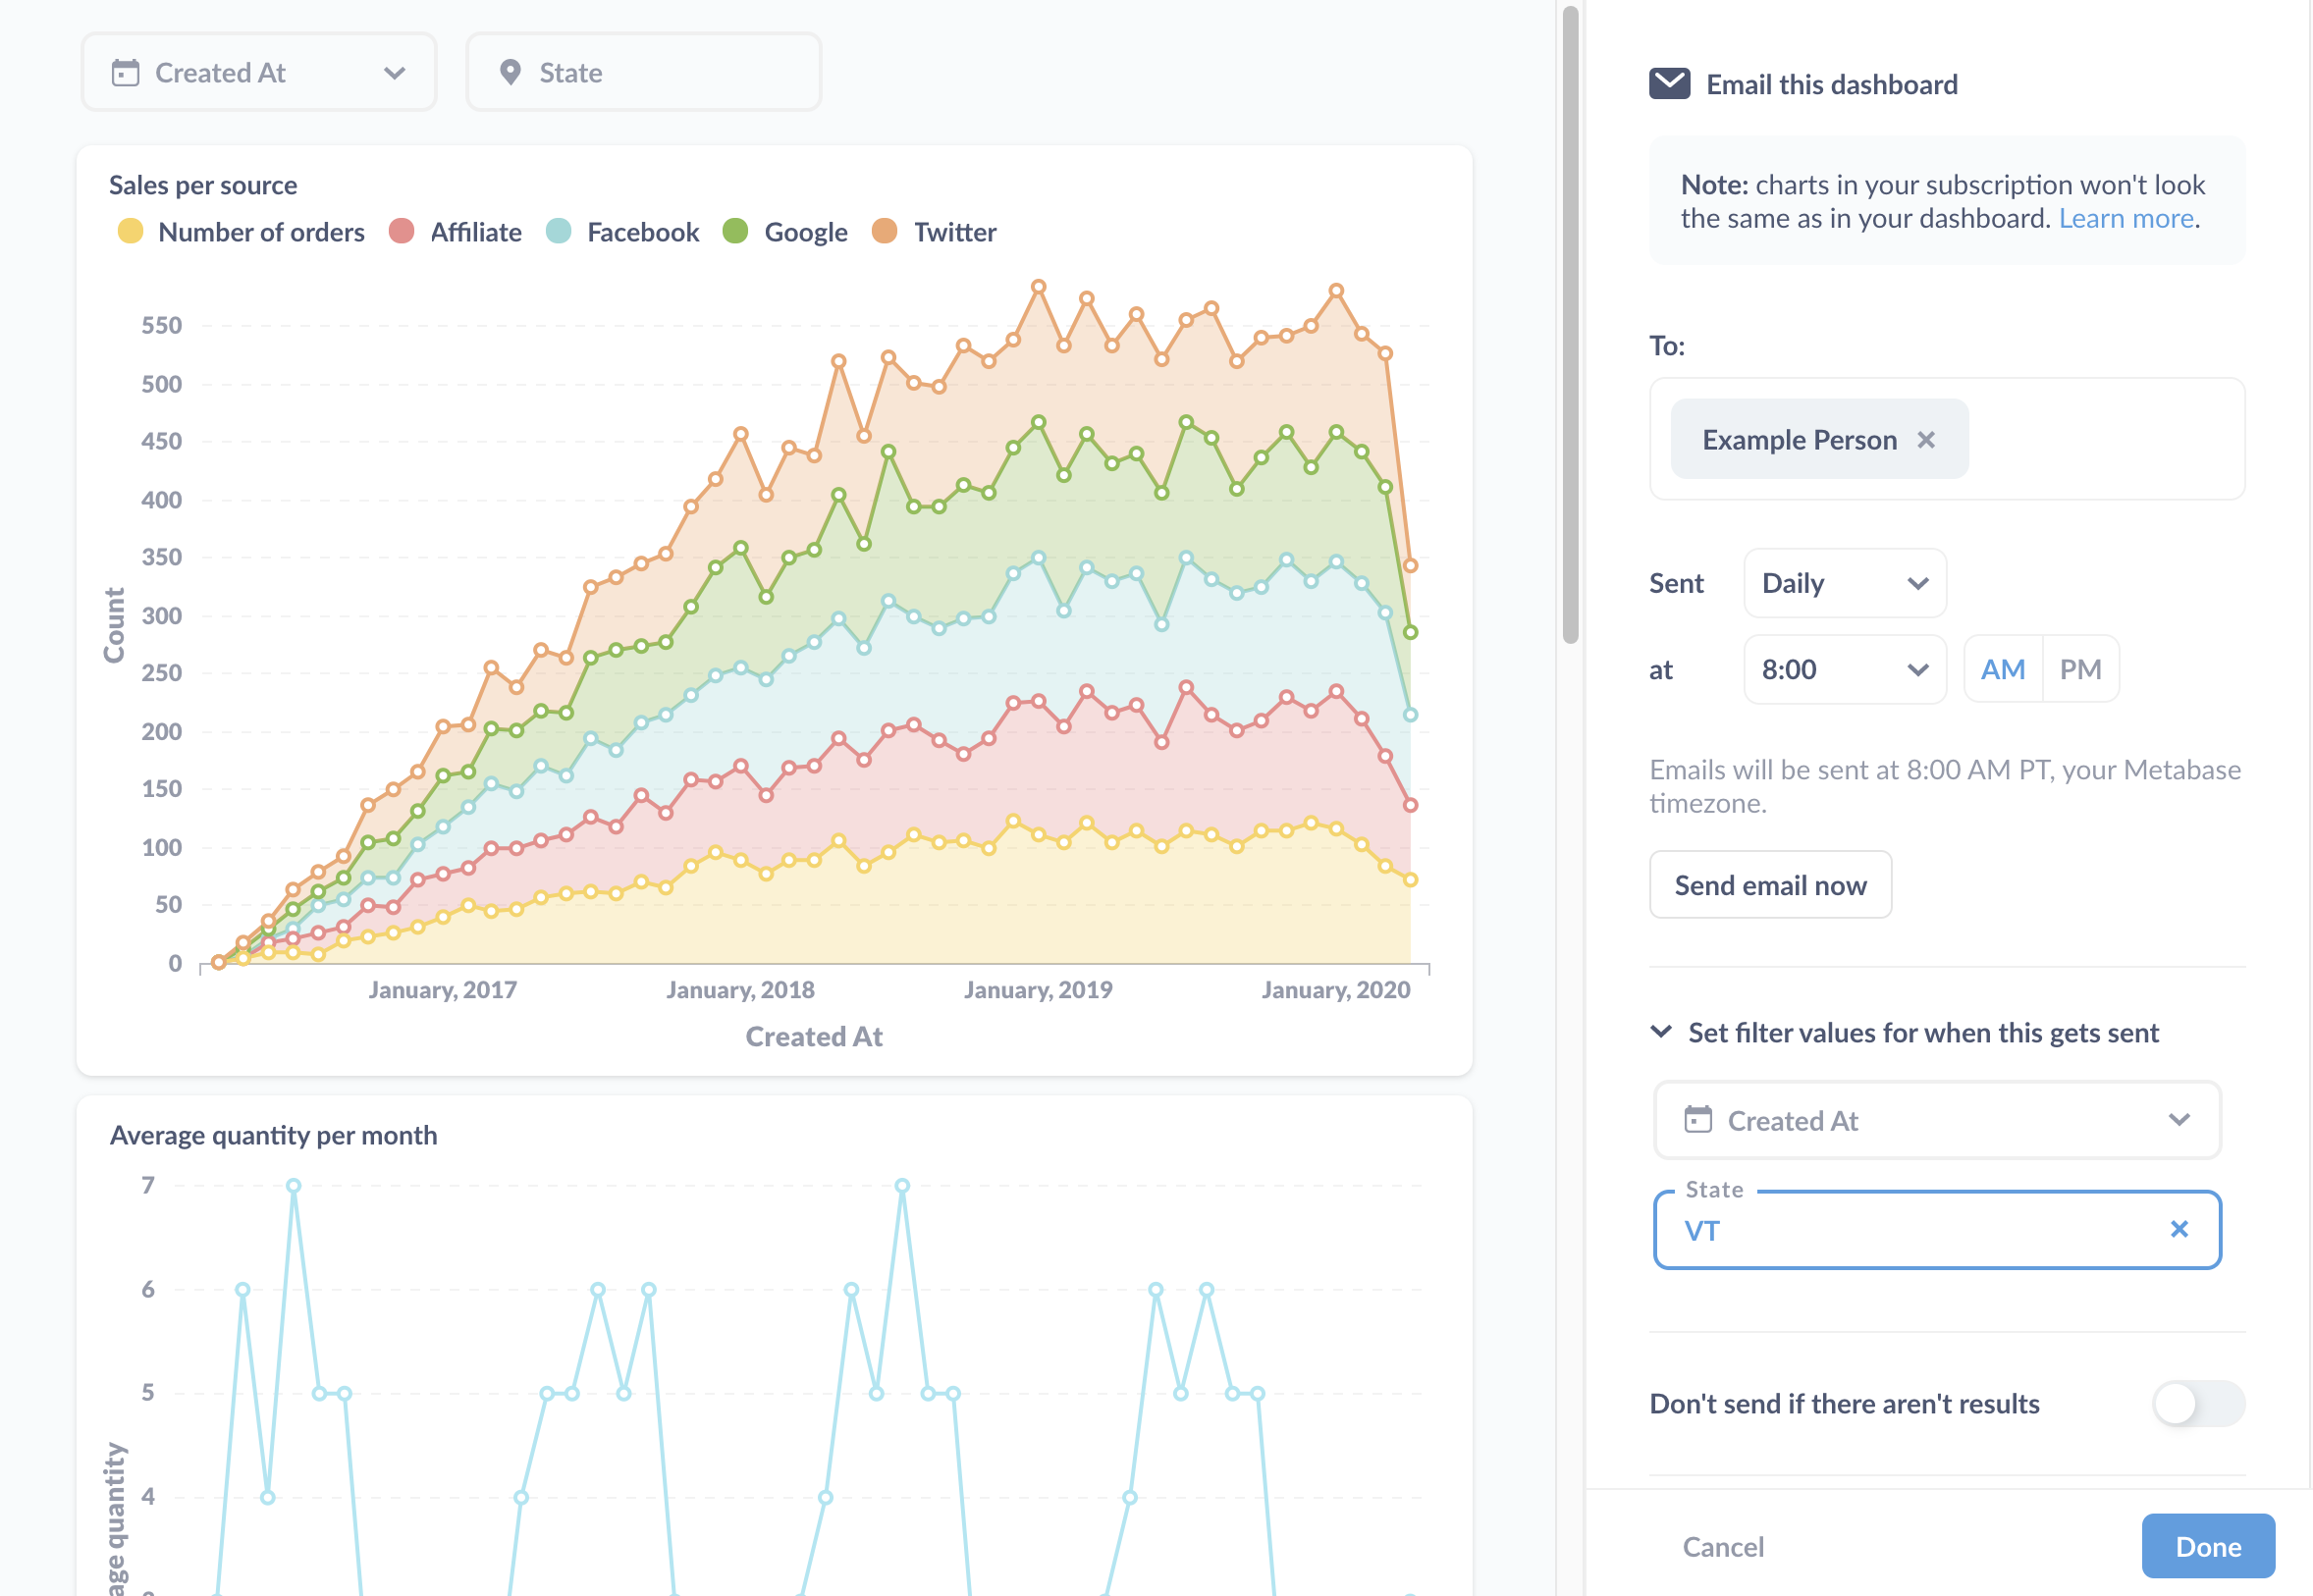 Created At
State
Sales per source
Number of orders Affiliate Facebook Google Twitter
550
500
450
400
350
300
250
200
150
100
50
0
Count
January, 2017 January, 2018 January, 2019 January, 2020
Created At
Average quantity per month
7
6
5
4
quantity
Email this dashboard
Note: charts in your subscription won't look
the same as in your dashboard. Learn more.
To:
Example Person
Sent Daily
at 8:00 AM PM
Emails will be sent at 8:00 AM PT, your Metabase
timezone.
Send email now
Set filter values for when this gets sent
Created At
State
VT
Don't send if there aren't results
Cancel Done